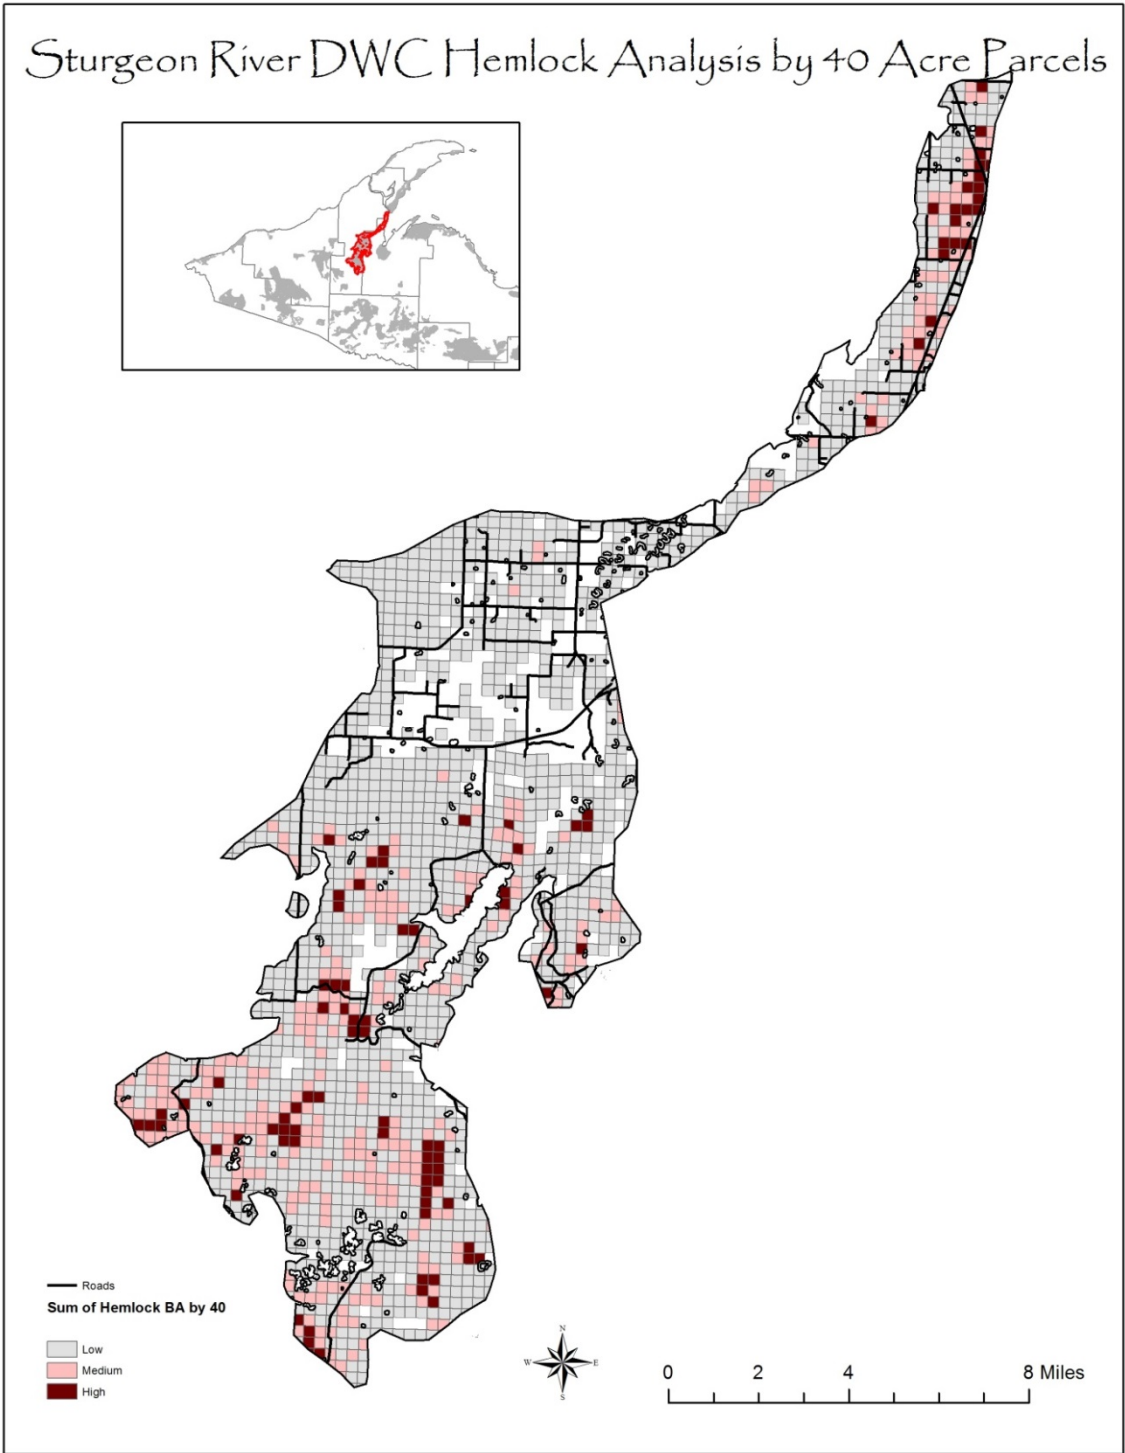 Sturgeon River DWC Hemlock Analysis by 40 Acre Parcels
Roads
Sum of Hemlock BA by 40
Low
Medium
High
N
W
E
S
0 2 4 8 Miles